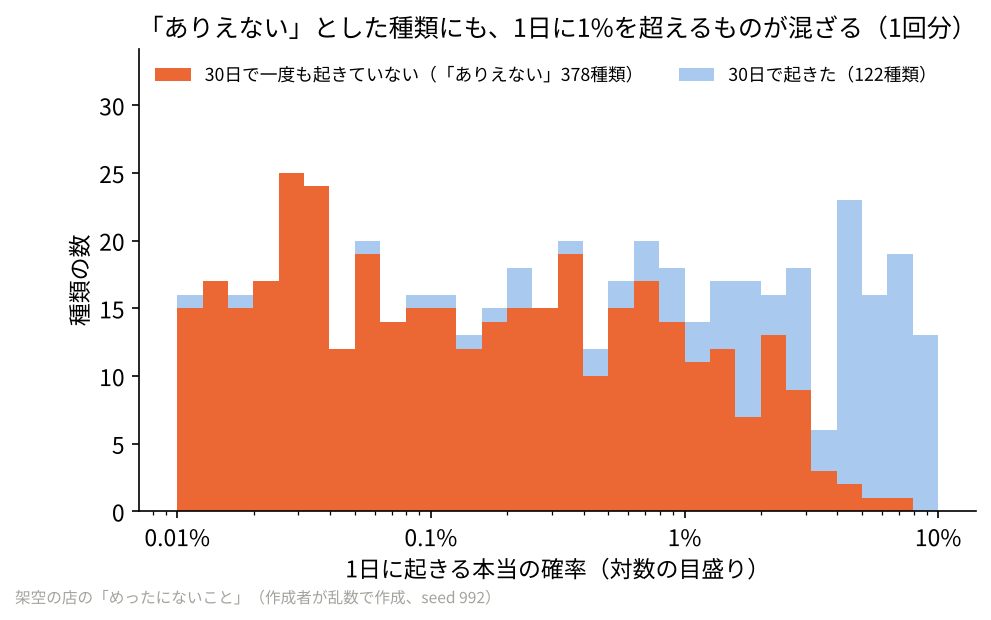 「ありえない」とした種類にも、1日に1%を超えるものが混ざる（1回分）
30日で一度も起きていない（「ありえない」378種類）
30日で起きた（122種類）
種類の数
30
25
20
15
10
5
0
0.01%
0.1%
1%
10%
1日に起きる本当の確率（対数の目盛り）
架空の店の「めったにないこと」（作成者が乱数で作成、seed 992）